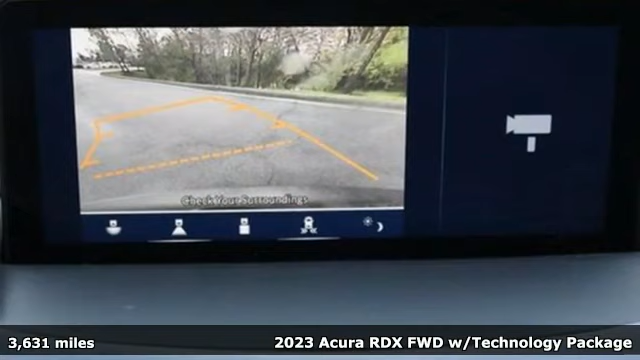 Check Your Surroundings
3,631 miles
2023 Acura RDX FWD w/Technology Package